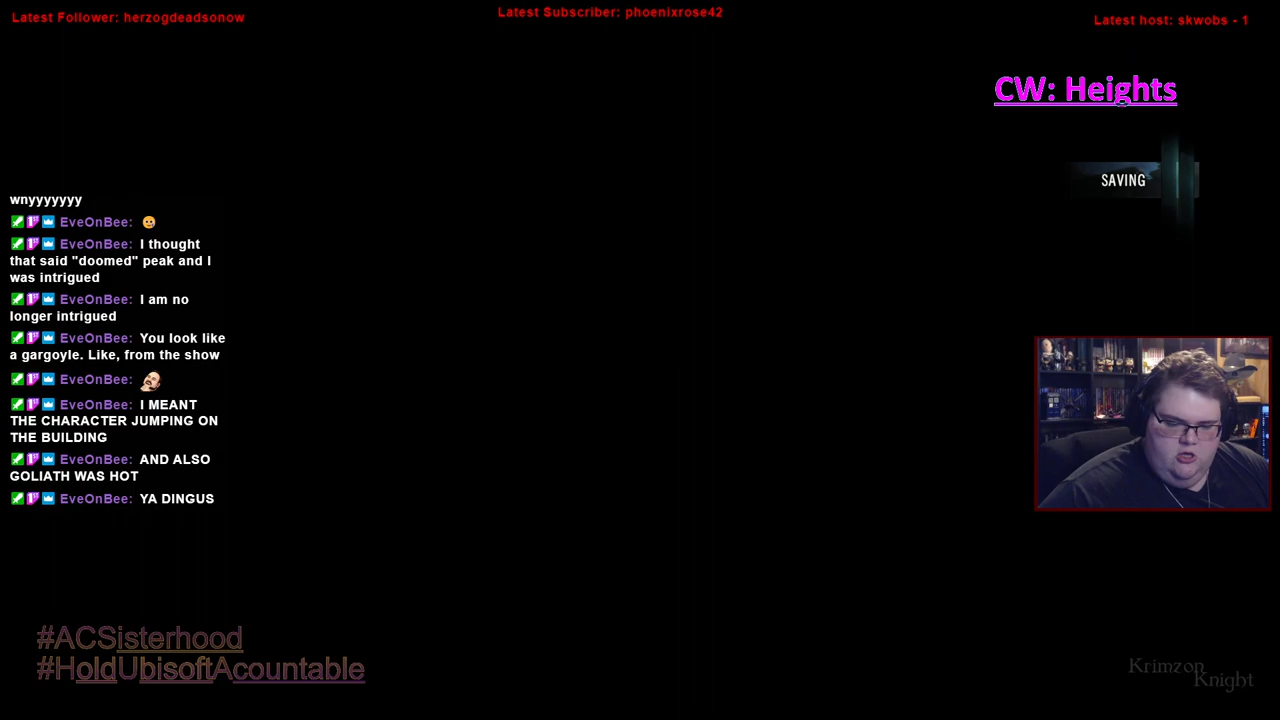 Latest Follower: herzogdeadsonow
Latest Subscriber: phoenixrose42
Latest host: skwobs - 1
CW: Heights
SAVING
wnyyyyyyy
EveOnBee:
EveOnBee: I thought
that said "doomed" peak and I
was intrigued
EveOnBee: I am no
longer intrigued
EveOnBee: You look like
a gargoyle. Like, from the show
EveOnBee:
EveOnBee: I MEANT
THE CHARACTER JUMPING ON
THE BUILDING
EveOnBee: AND ALSO
GOLIATH WAS HOT
EveOnBee: YA DINGUS
#ACSisterhood
#HoldUbisoftAcountable
Krimzon
Knight